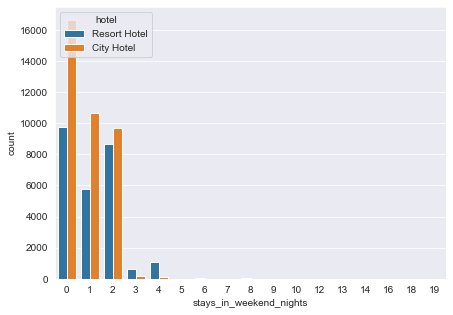 hotel
Resort Hotel
City Hotel
16000
14000
12000
10000
8000
6000
4000
2000
0
count
0 1 2 3 4 5 6 7 8 9 10 12 13 14 16 18 19
stays_in_weekend_nights